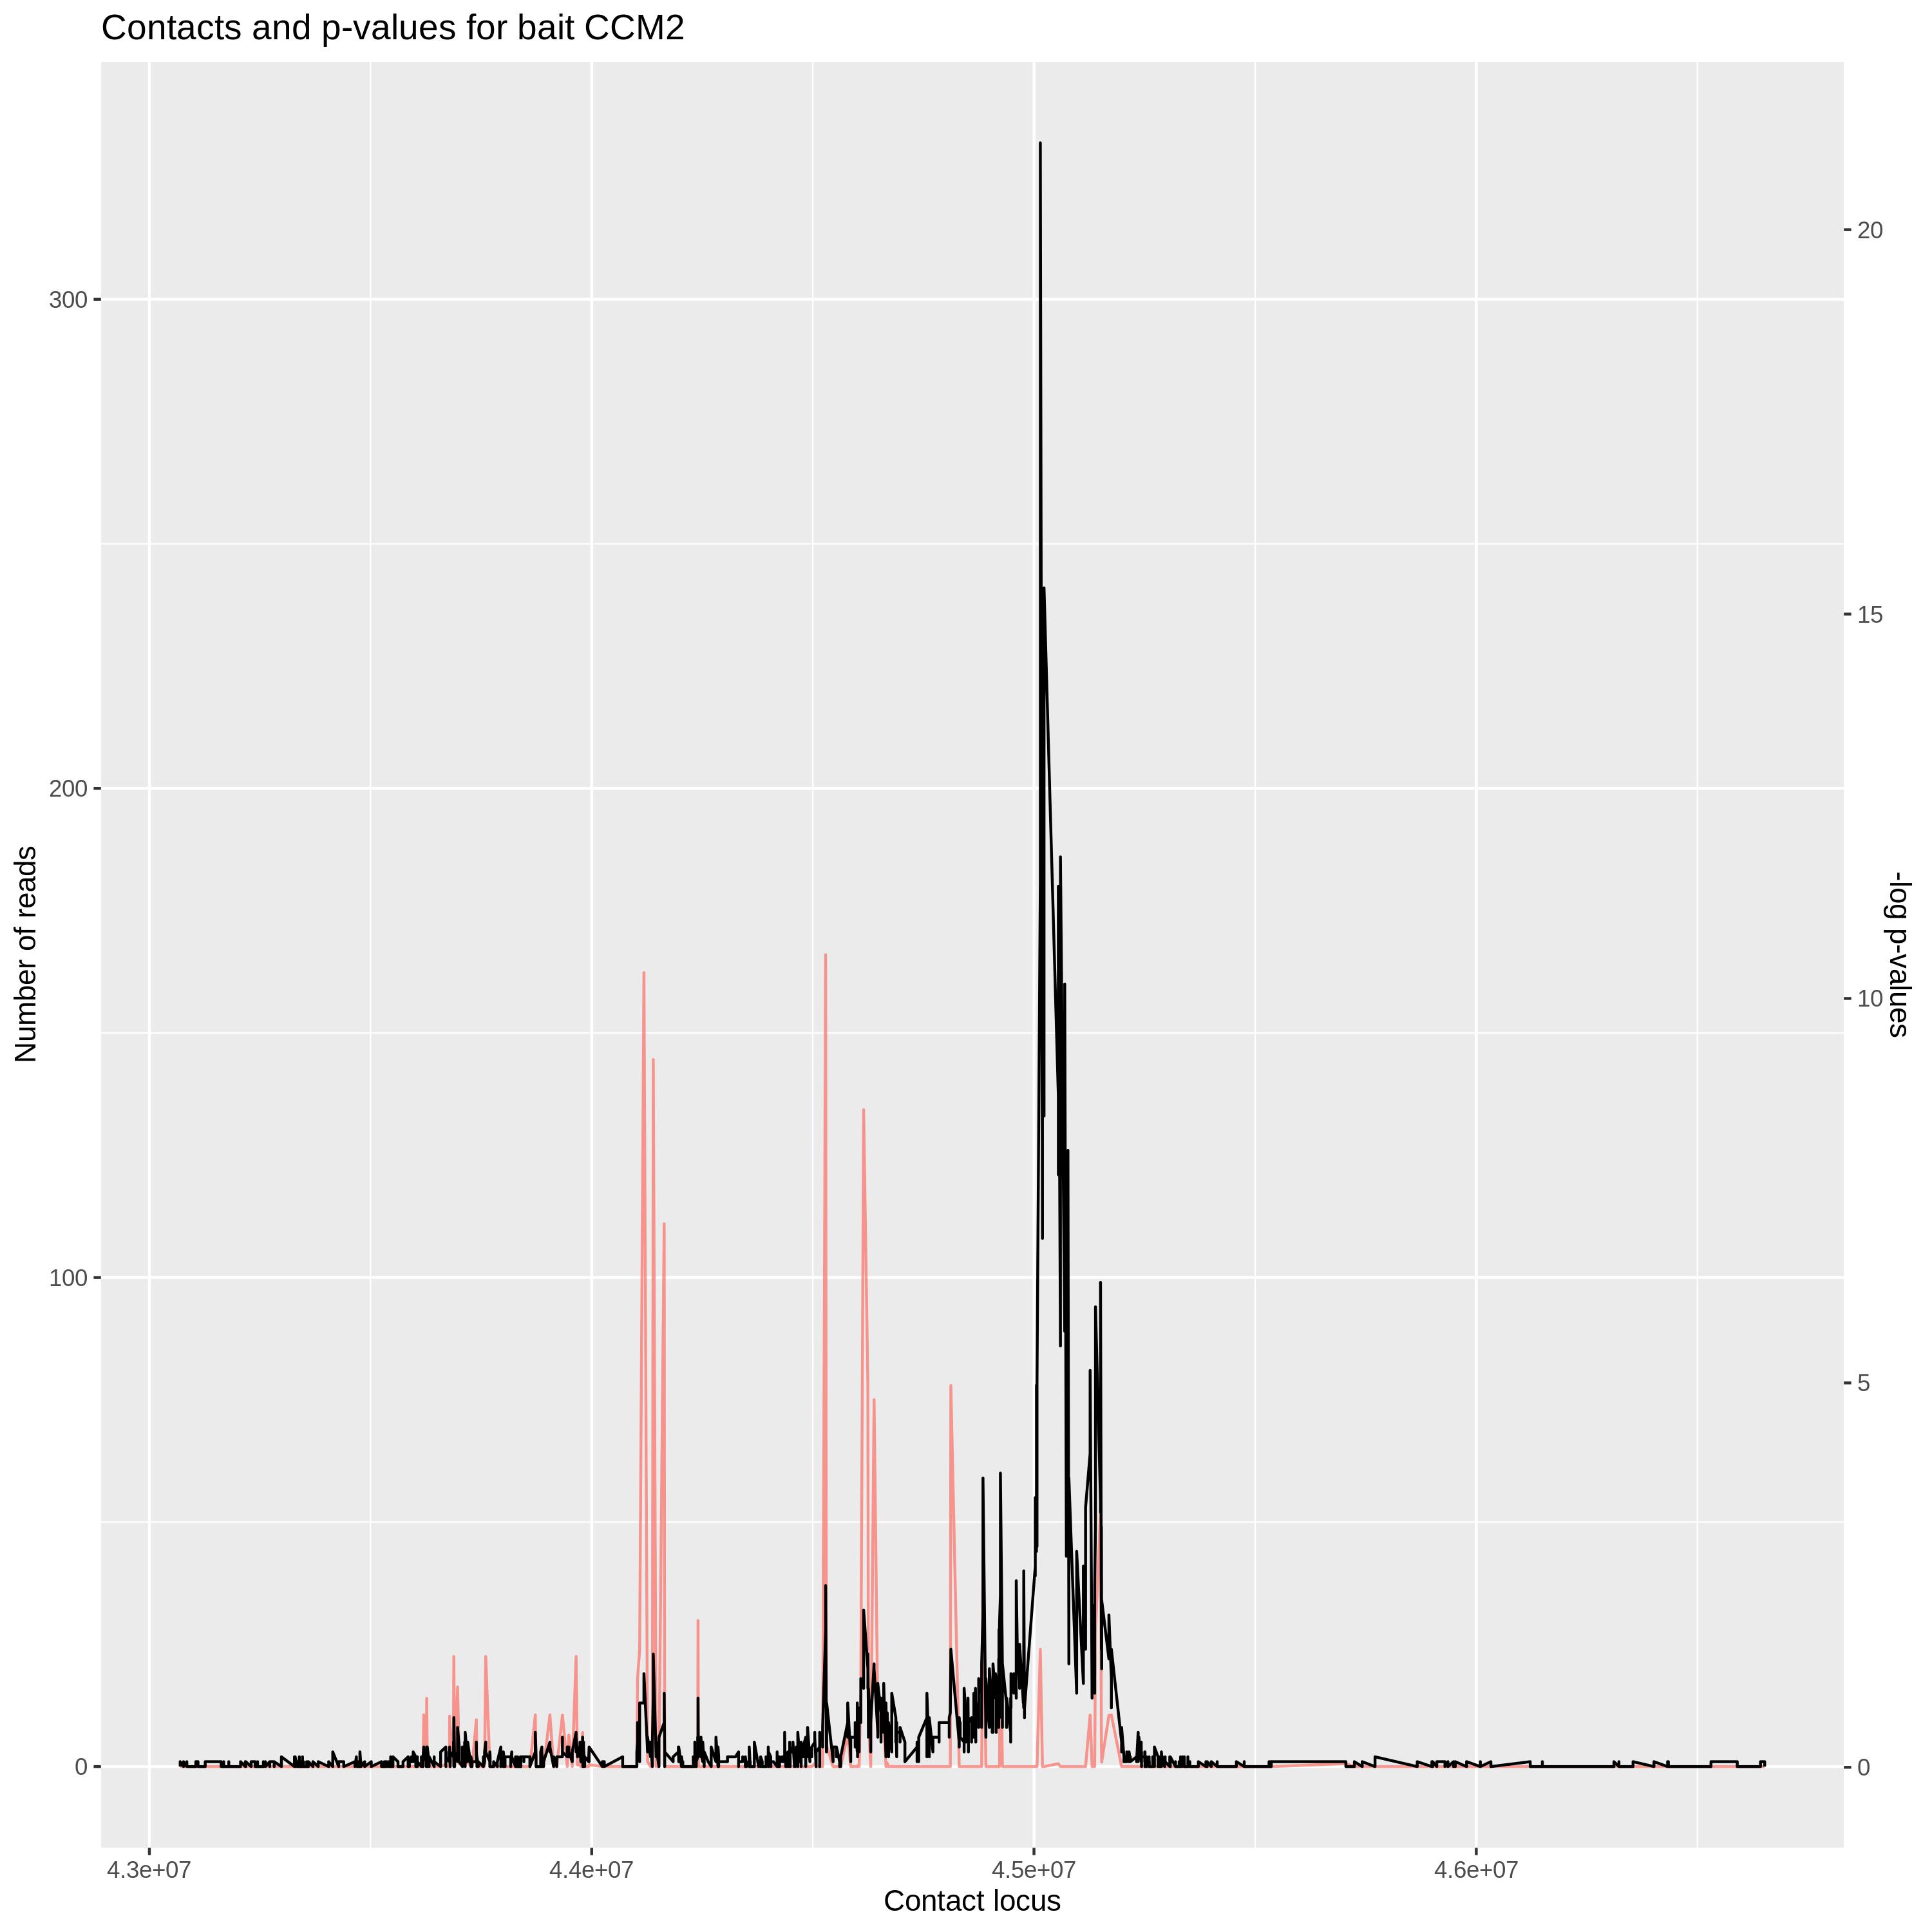 Contacts and p-values for bait CCM2
300
200
100
0
Number of reads
20
15
10
5
0
-log p-values
4.3e+07
4.4e+07
4.5e+07
4.6e+07
Contact locus